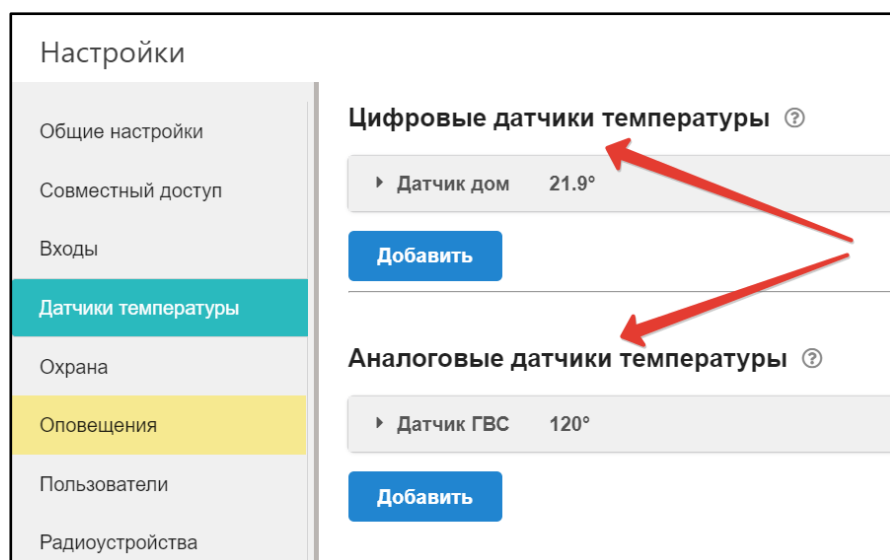 Настройки
Общие настройки
Совместный доступ
Входы
Датчики температуры
Охрана
Оповещения
Пользователи
Радиоустройства
Цифровые датчики температуры ?
Датчик дом 21.9°
Добавить
Аналоговые датчики температуры ?
Датчик ГВС 120°
Добавить